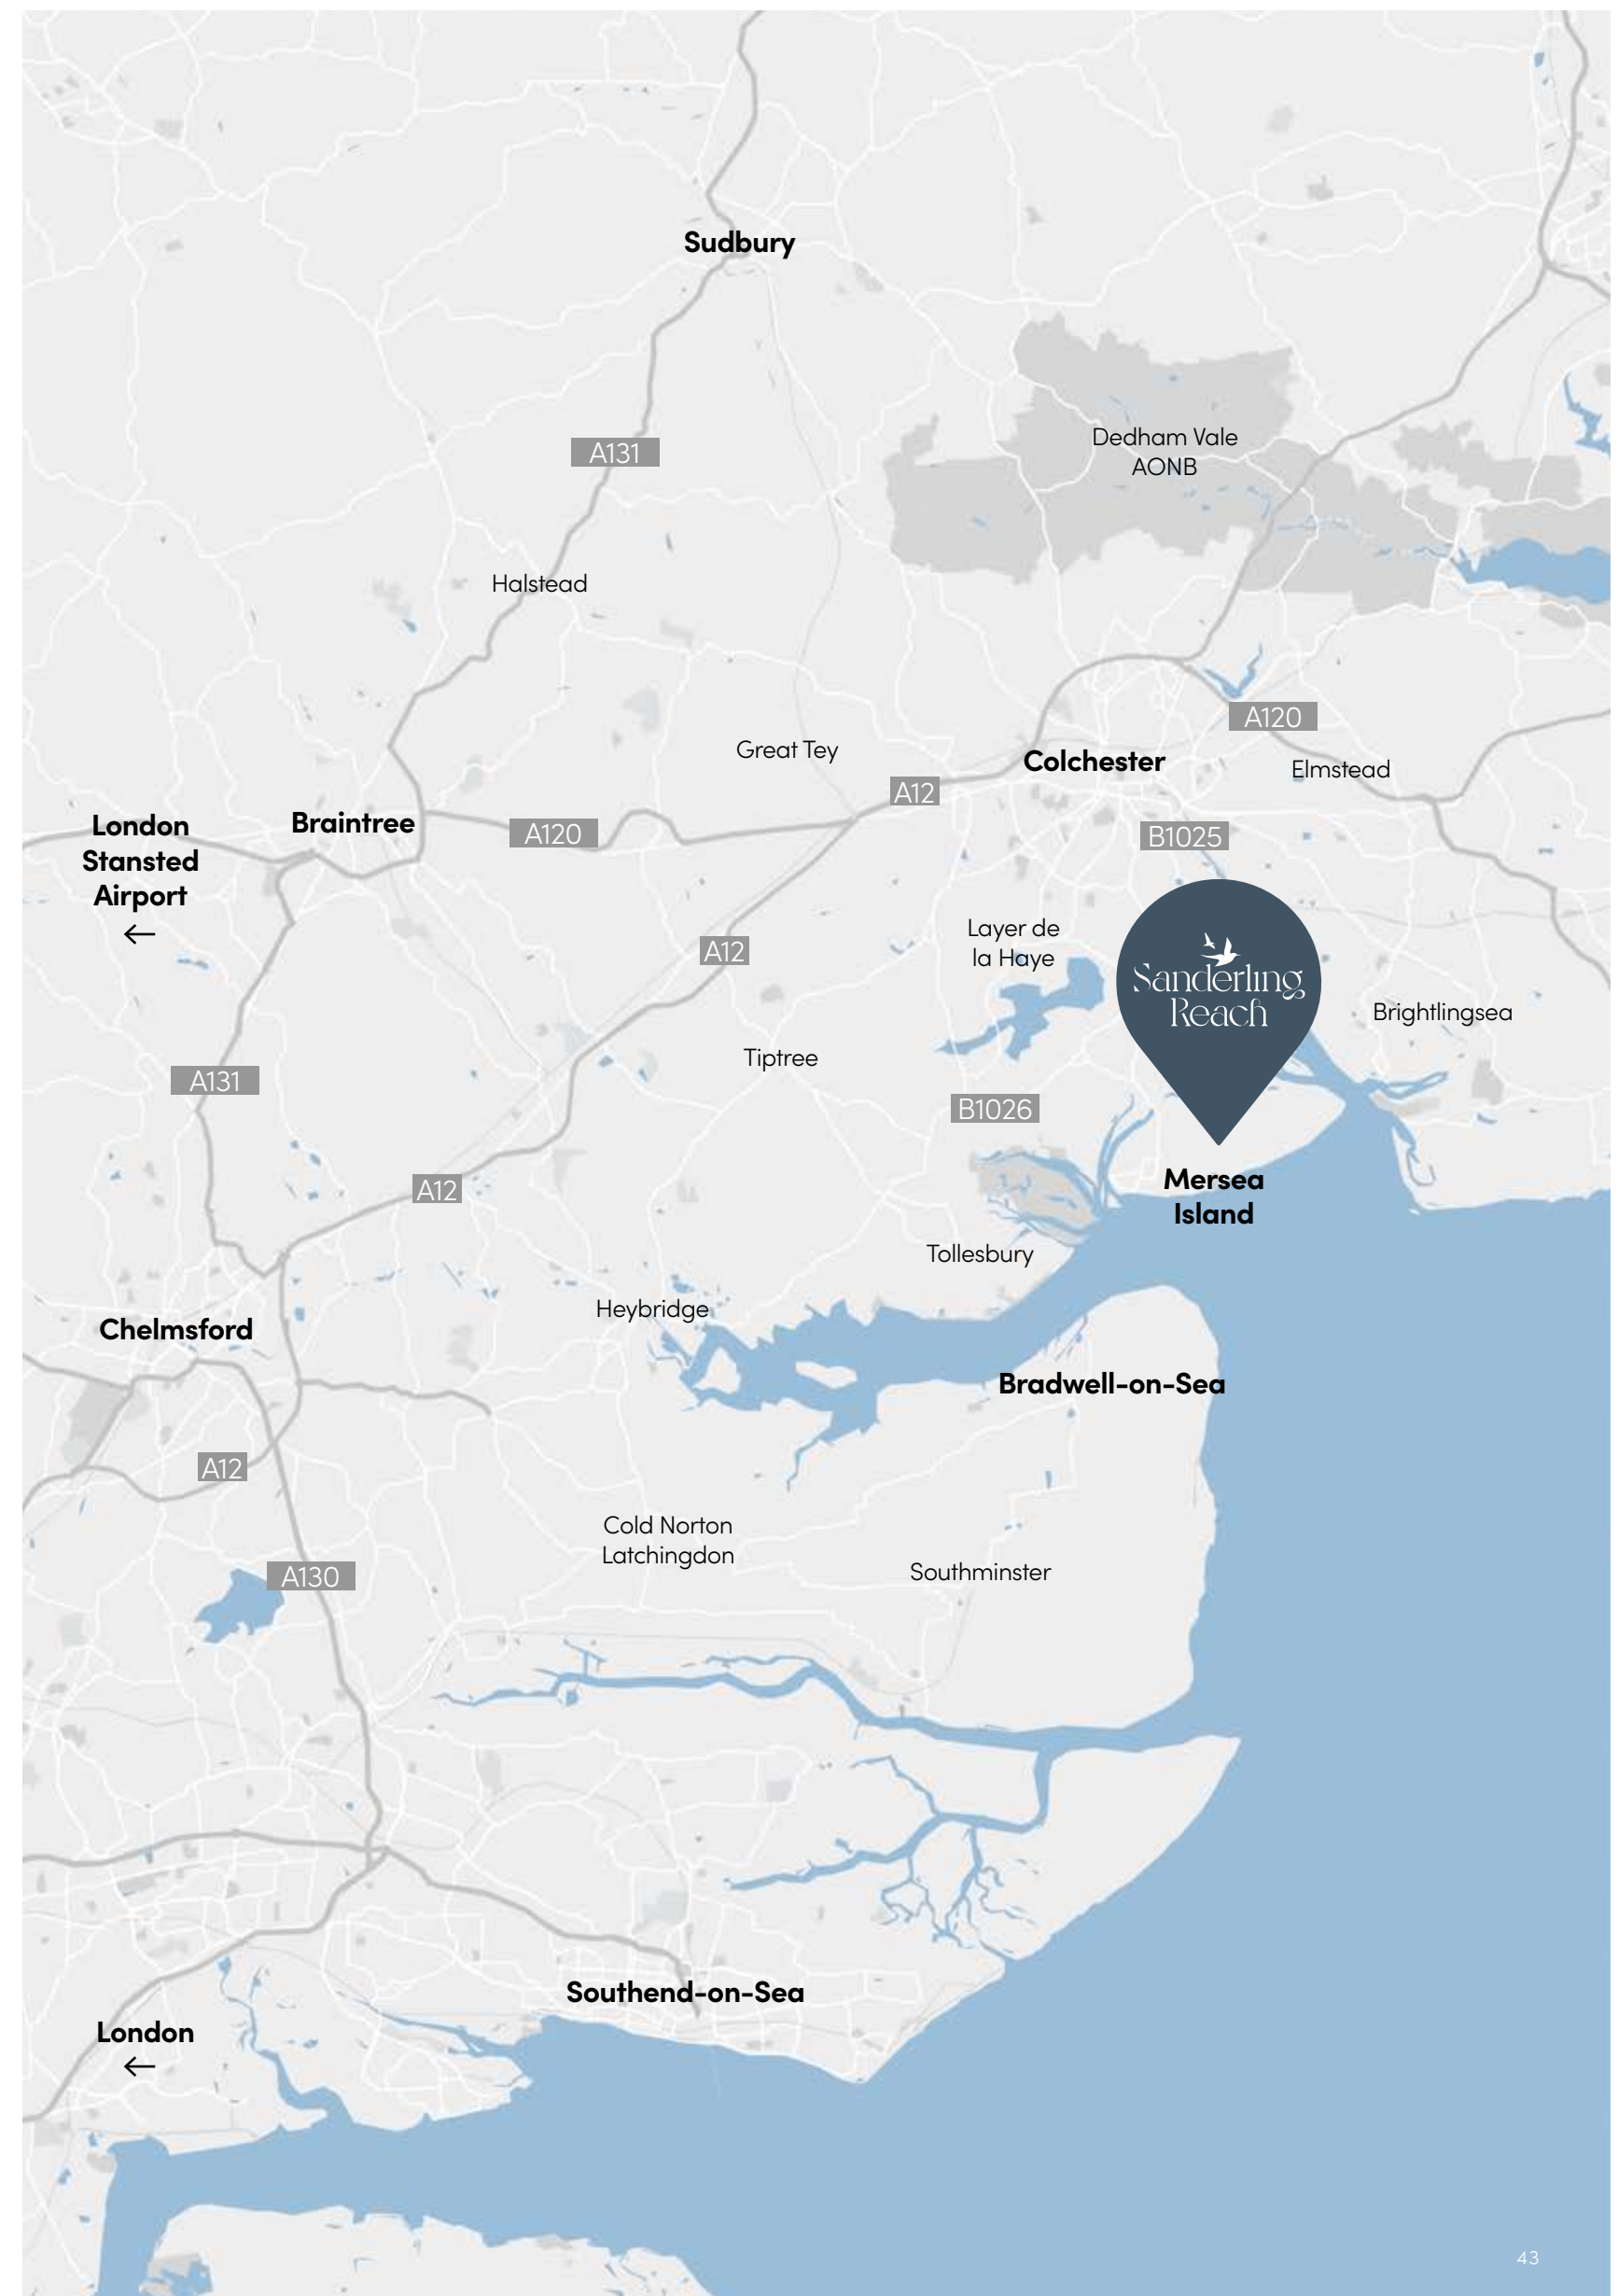 Sudbury
A131
Dedham Vale
AONB
Halstead
A120
Great Tey
Colchester
Elmstead
A12
London
Stansted
Airport
←
Braintree
A120
B1025
Layer de
la Haye
A12
Sanderling
Reach
Brightlingsea
Tiptree
A131
B1026
A12
Mersea
Island
Tollesbury
Heybridge
Chelmsford
Bradwell-on-Sea
A12
Cold Norton
Latchingdon
A130
Southminster
Southend-on-Sea
London
←
43